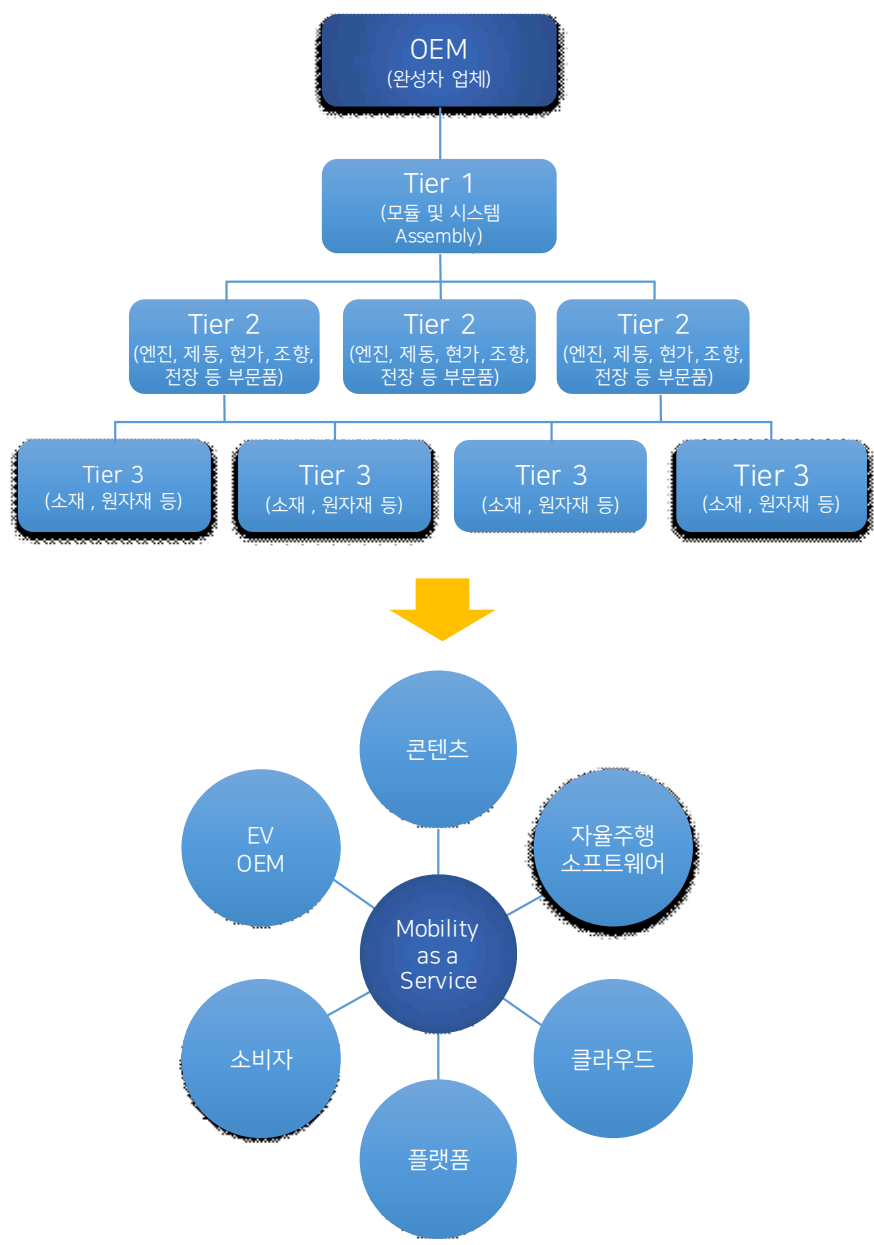 OEM
(완성차 업체)
Tier 1
(모듈 및 시스템
Assembly)
Tier 2
(엔진, 제동, 현가, 조향,
전장 등 부문품)
Tier 2
(엔진, 제동, 현가, 조향,
전장 등 부문품)
Tier 2
(엔진, 제동, 현가, 조향,
전장 등 부문품)
Tier 3
(소재 , 원자재 등)
Tier 3
(소재 , 원자재 등)
Tier 3
(소재 , 원자재 등)
Tier 3
(소재 , 원자재 등)
콘텐츠
EV
OEM
자율주행
소프트웨어
Mobility
as a
Service
소비자
클라우드
플랫폼